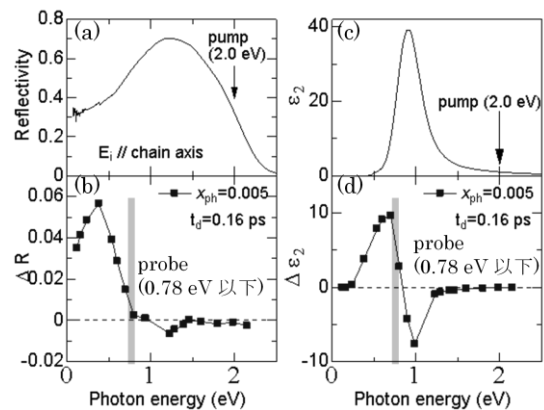 (a)
pump
(2.0 eV)
Reflectivity
0.8
0.6
0.4
0.2
0
E_i // chain axis
(b)
x_ph=0.005
t_d=0.16 ps
probe
(0.78 eV 以下)
Δ R
0.06
0.04
0.02
0
-0.02
0 1 2
Photon energy (eV)
(c)
ε_2
40
20
0
pump (2.0 eV)
(d)
x_ph=0.005
t_d=0.16 ps
probe
(0.78 eV 以下)
Δ ε_2
10
0
-10
0 1 2
Photon energy (eV)